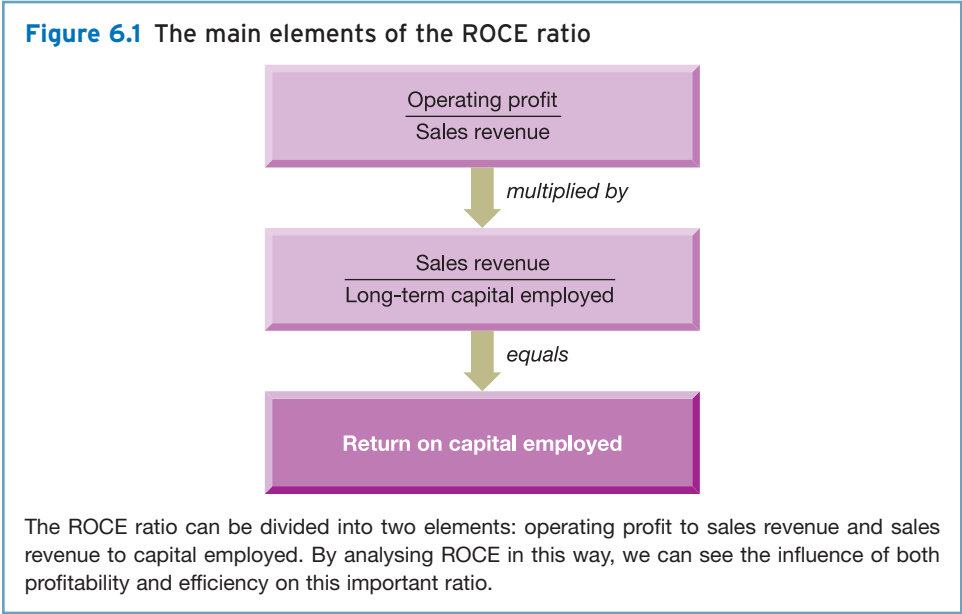 Figure 6.1 The main elements of the ROCE ratio
Operating profit
Sales revenue
multiplied by
Sales revenue
Long-term capital employed
equals
Return on capital employed
The ROCE ratio can be divided into two elements: operating profit to sales revenue and sales
revenue to capital employed. By analysing ROCE in this way, we can see the influence of both
profitability and efficiency on this important ratio.